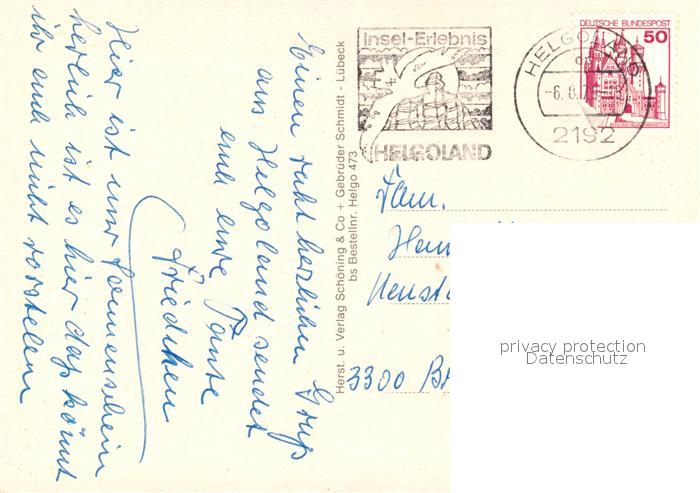 Einen recht herzlichen Gruß
aus Helgoland sendet
euch eure Tante
Friedchen
Hier ist nur Sonnenschein
herlich ist es hier das könnt
ihr euch nicht vorstellen
Herst. u. Verlag Schöning & Co + Gebrüder Schmidt - Lübeck
bs Bestellnr. Helgo 473
Insel-Erlebnis
HELGOLAND
HELGOLAND
-6.8.7
2192
DEUTSCHE BUNDESPOST
50
Fam.
3300
privacy protection
Datenschutz